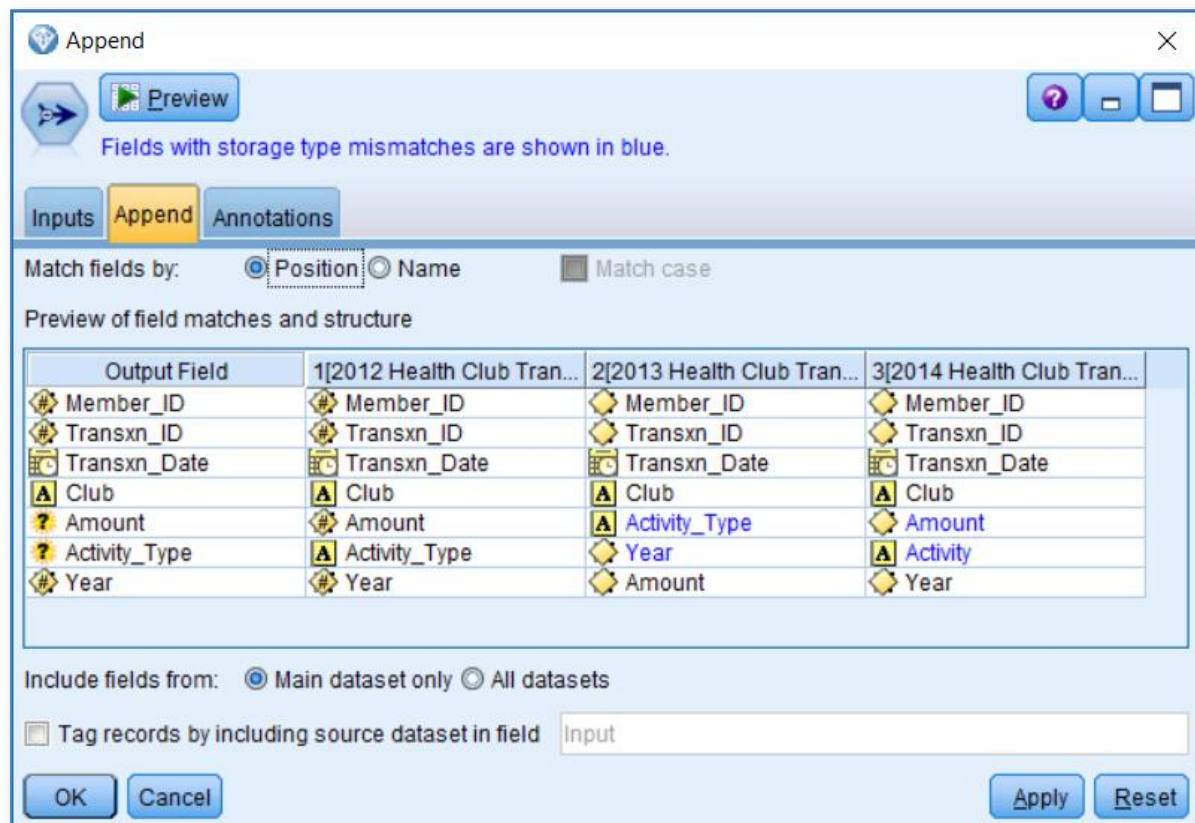 Append
Preview
Fields with storage type mismatches are shown in blue.
Inputs Append Annotations
Match fields by: Position Name Match case
Preview of field matches and structure
Output Field 1[2012 Health Club Tran... 2[2013 Health Club Tran... 3[2014 Health Club Tran...
Member_ID Member_ID Member_ID Member_ID
Transxn_ID Transxn_ID Transxn_ID Transxn_ID
Transxn_Date Transxn_Date Transxn_Date Transxn_Date
A Club A Club A Club A Club
? Amount Amount A Activity_Type Amount
? Activity_Type A Activity_Type Year A Activity
Year Year Amount Year
Include fields from: Main dataset only All datasets
Tag records by including source dataset in field Input
OK Cancel Apply Reset